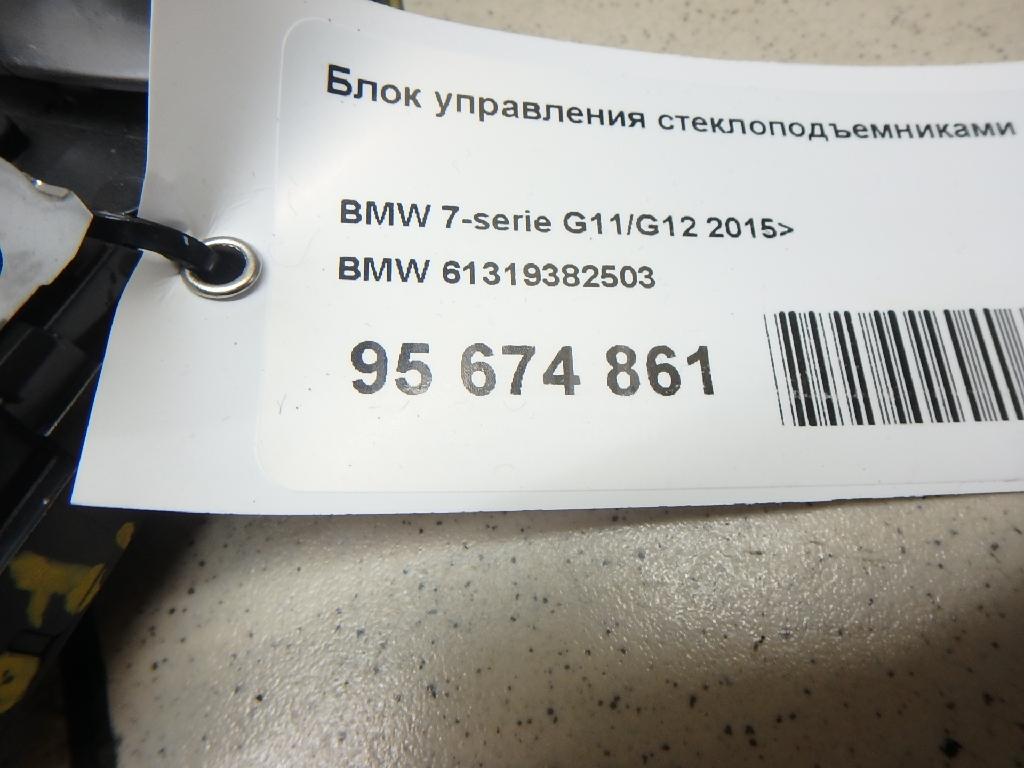 Блок управления стеклоподъемниками
BMW 7-serie G11/G12 2015>
BMW 61319382503
95 674 861